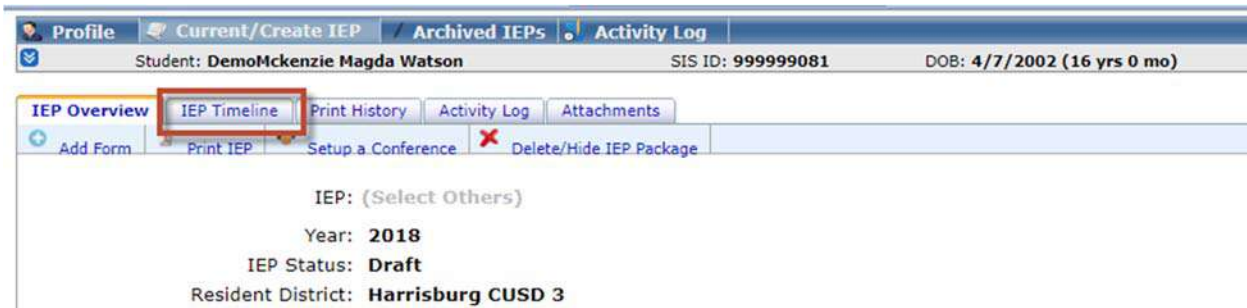 Profile Current/Create IEP Archived IEPs Activity Log
Student: DemoMckenzie Magda Watson SIS ID: 999999081 DOB: 4/7/2002 (16 yrs 0 mo)
IEP Overview IEP Timeline Print History Activity Log Attachments
Add Form Print IEP Setup a Conference Delete/Hide IEP Package
IEP: (Select Others)
Year: 2018
IEP Status: Draft
Resident District: Harrisburg CUSD 3